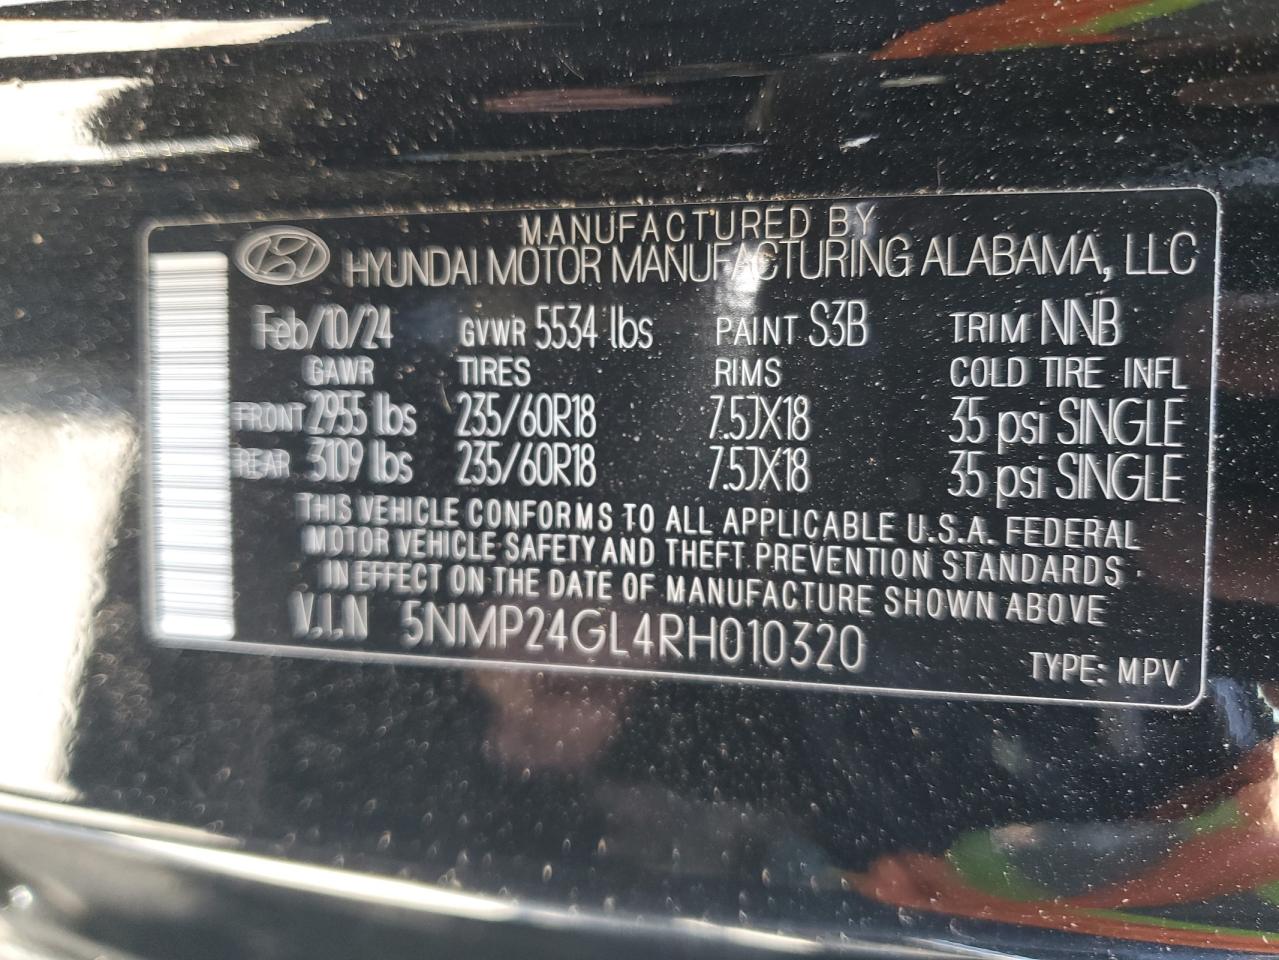 MANUFACTURED BY
HYUNDAI MOTOR MANUFACTURING ALABAMA, LLC
Feb/10/24 GVWR 5534 lbs PAINT S3B TRIM NNB
GAWR TIRES RIMS COLD TIRE INFL
FRONT 2955 lbs 235/60R18 7.5JX18 35 psi SINGLE
REAR 3109 lbs 235/60R18 7.5JX18 35 psi SINGLE
THIS VEHICLE CONFORMS TO ALL APPLICABLE U.S.A. FEDERAL
MOTOR VEHICLE SAFETY AND THEFT PREVENTION STANDARDS
IN EFFECT ON THE DATE OF MANUFACTURE SHOWN ABOVE
V.I.N 5NMP24GL4RH010320
TYPE: MPV